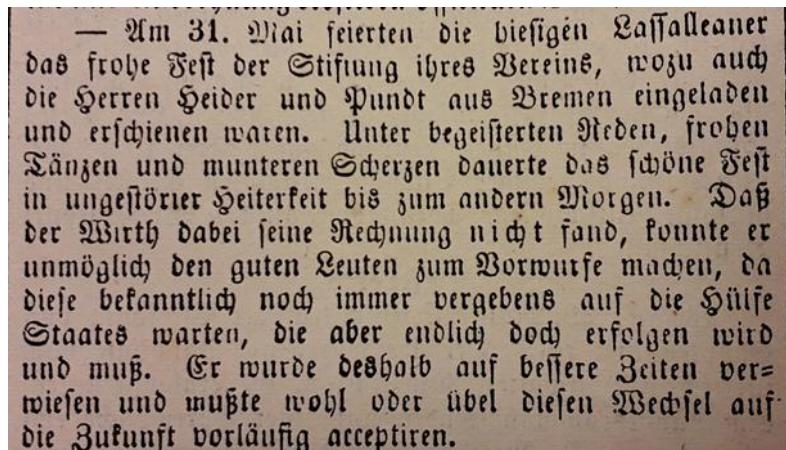 — Am 31. Mai feierten die hiesigen Lassalleaner
das frohe Fest der Stiftung ihres Vereins, wozu auch
die Herren Heider und Pundt aus Bremen eingeladen
und erschienen waren. Unter begeisterten Reden, frohen
Tänzen und munteren Scherzen dauerte das schöne Fest
in ungestörter Heiterkeit bis zum andern Morgen. Daß
der Wirth dabei seine Rechnung nicht fand, konnte er
unmöglich den guten Leuten zum Vorwurfe machen, da
diese bekanntlich noch immer vergebens auf die Hülfe
Staates warten, die aber endlich doch erfolgen wird
und muß. Er wurde deshalb auf bessere Zeiten ver=
wiesen und mußte wohl oder übel diesen Wechsel auf
die Zukunft vorläufig acceptiren.